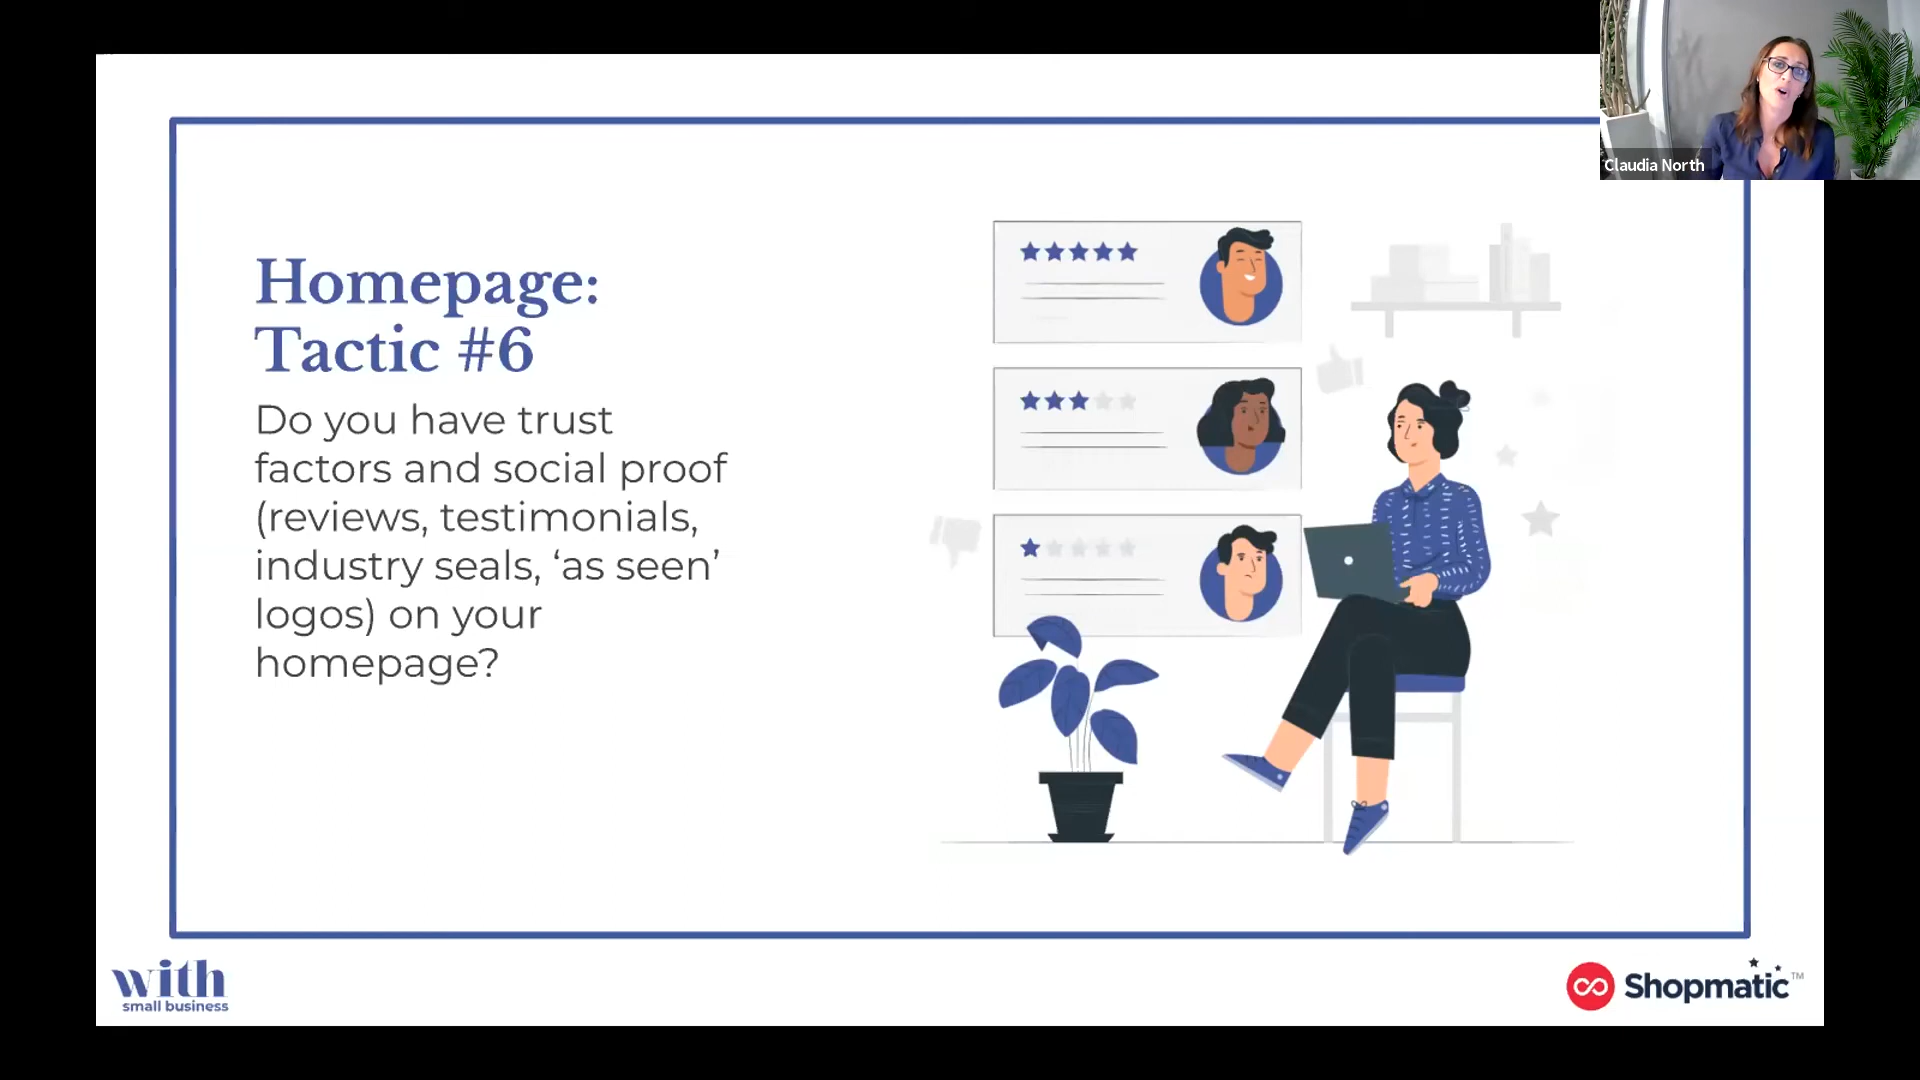 Claudia North
Homepage:
Tactic #6
Do you have trust
factors and social proof
(reviews, testimonials,
industry seals, ‘as seen’
logos) on your
homepage?
with
small business
Shopmatic™